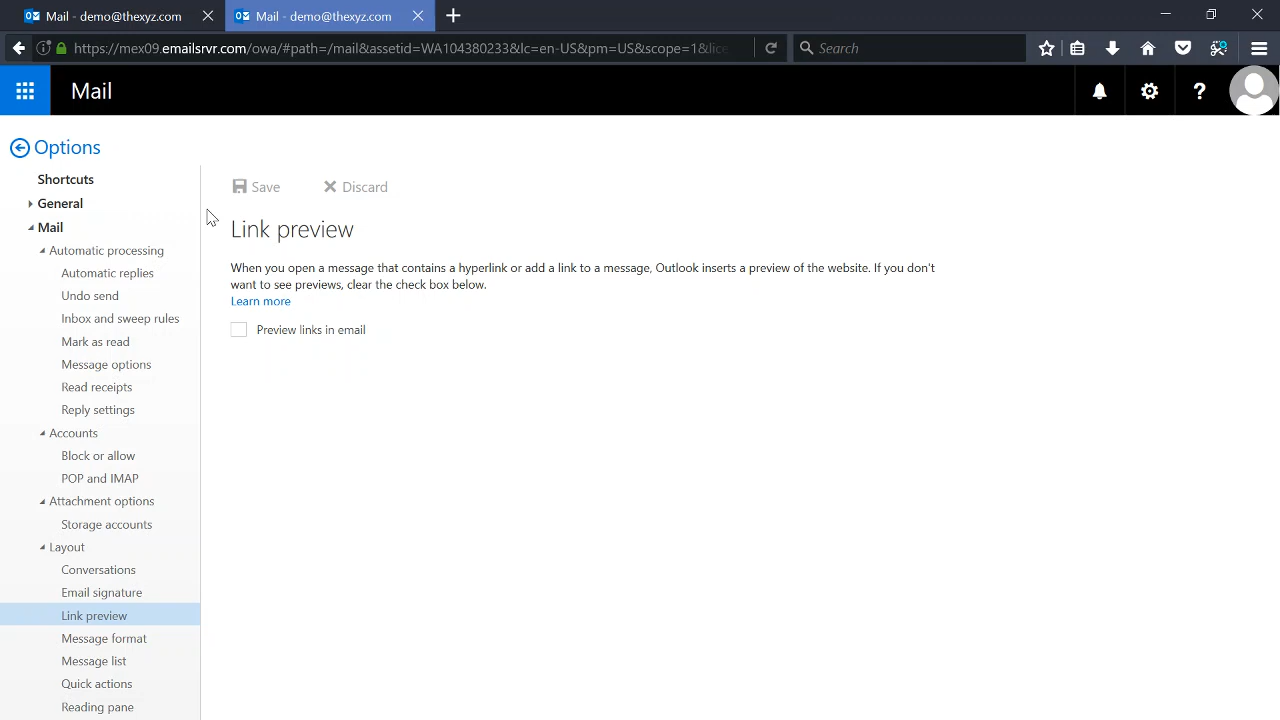 Mail - demo@thexyz.com
Mail - demo@thexyz.com
https://mex09.emailsrvr.com/owa/#path=/mail&assetid=WA104380233&lc=en-US&pm=US&scope=1&lice
Search
Mail
?
Options
Shortcuts
General
Mail
Automatic processing
Automatic replies
Undo send
Inbox and sweep rules
Mark as read
Message options
Read receipts
Reply settings
Accounts
Block or allow
POP and IMAP
Attachment options
Storage accounts
Layout
Conversations
Email signature
Link preview
Message format
Message list
Quick actions
Reading pane
Save Discard
Link preview
When you open a message that contains a hyperlink or add a link to a message, Outlook inserts a preview of the website. If you don't
want to see previews, clear the check box below.
Learn more
Preview links in email